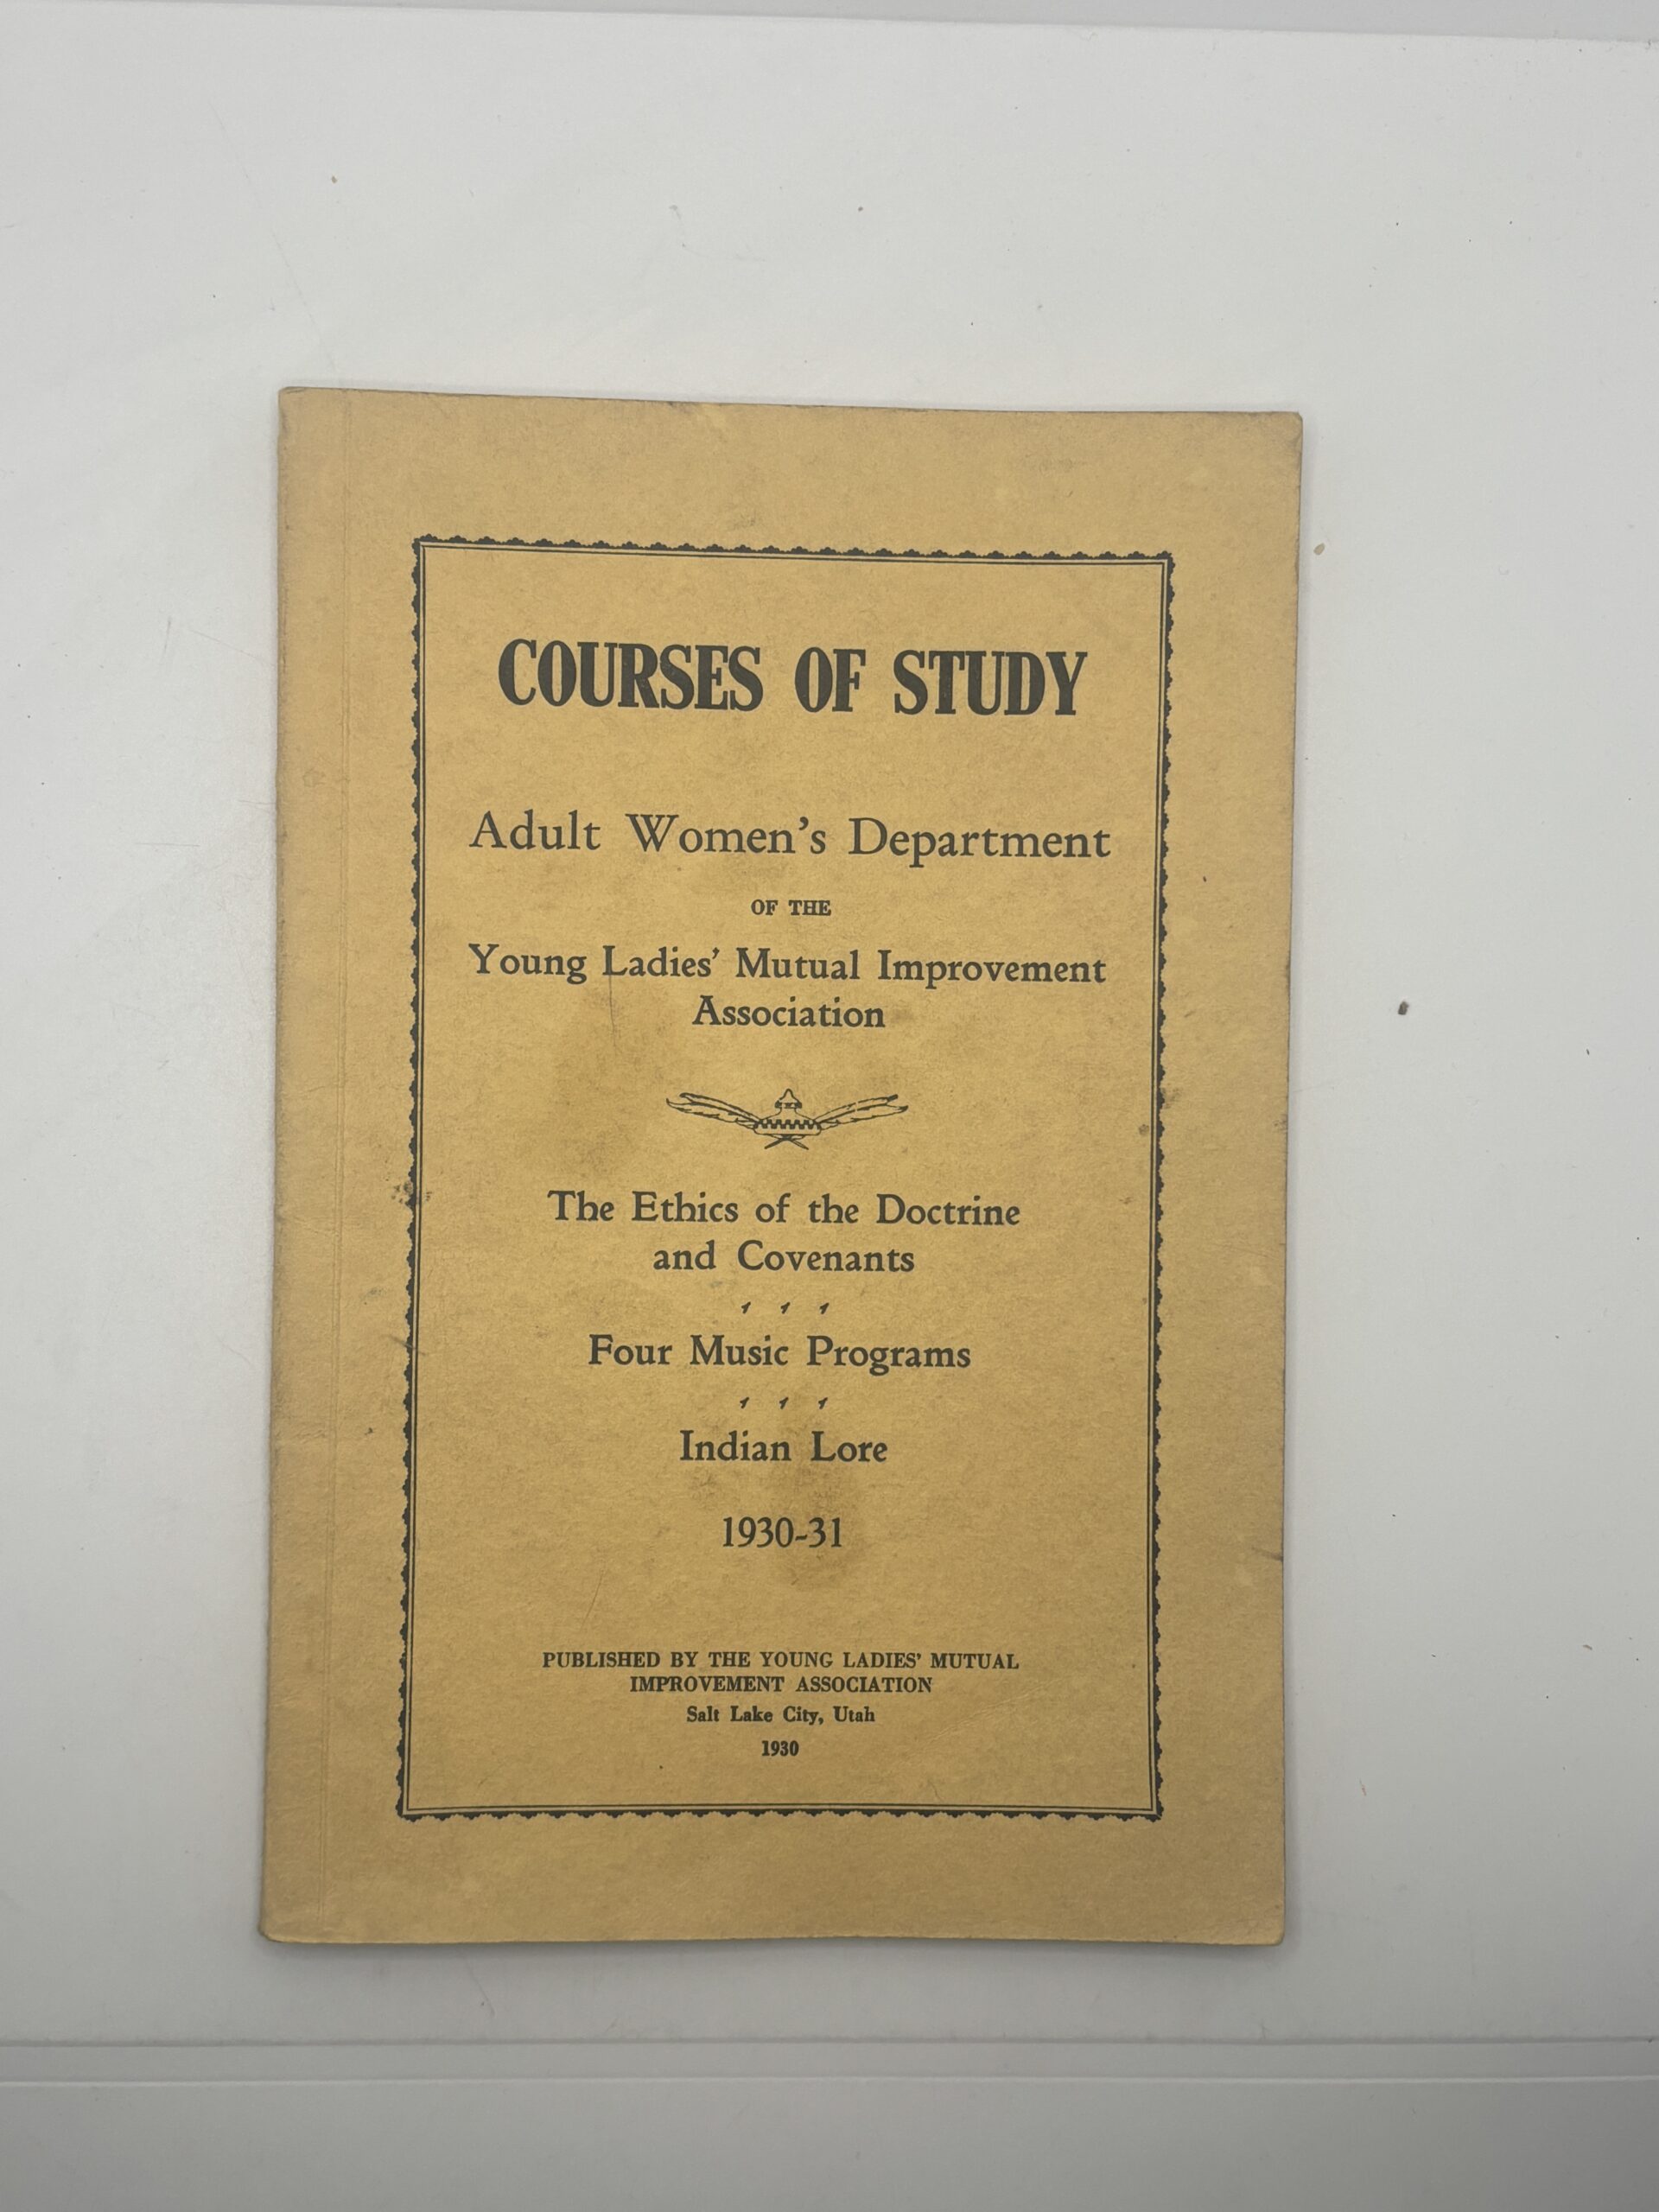 COURSES OF STUDY
Adult Women's Department
OF THE
Young Ladies' Mutual Improvement
Association
The Ethics of the Doctrine
and Covenants
Four Music Programs
Indian Lore
1930-31
PUBLISHED BY THE YOUNG LADIES' MUTUAL
IMPROVEMENT ASSOCIATION
Salt Lake City, Utah
1930